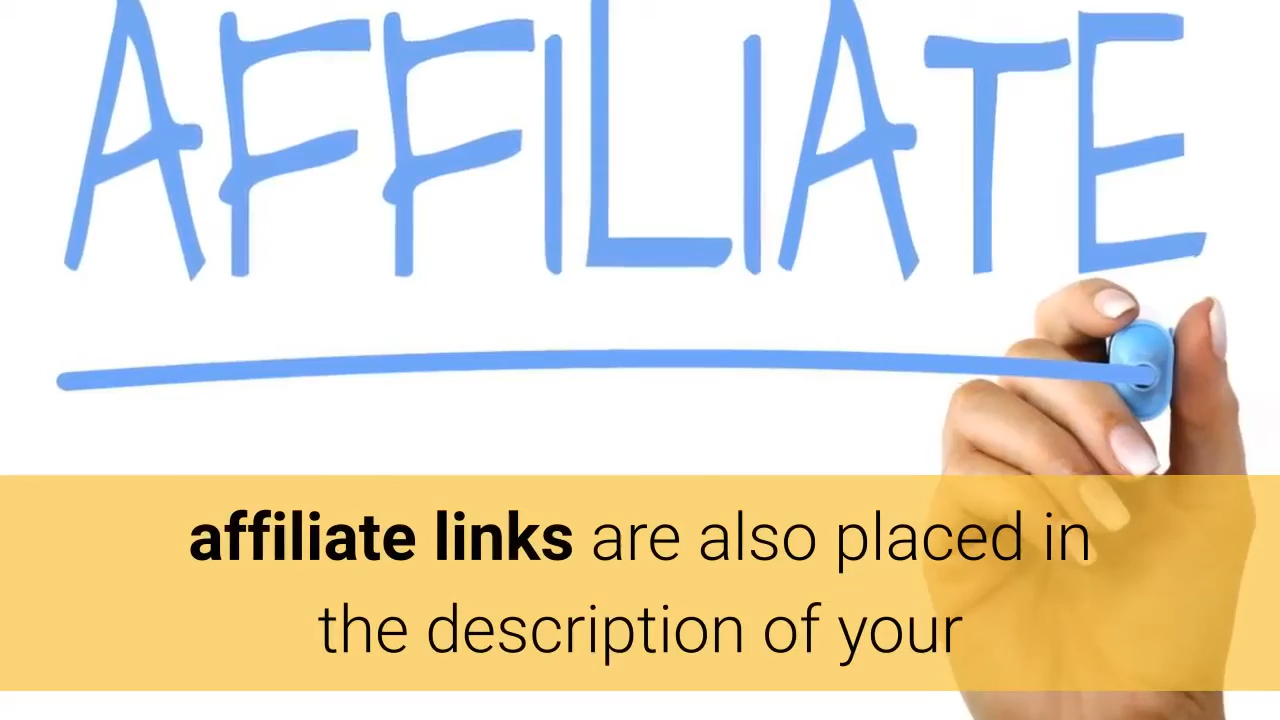 AFFILIATE
affiliate links are also placed in
the description of your